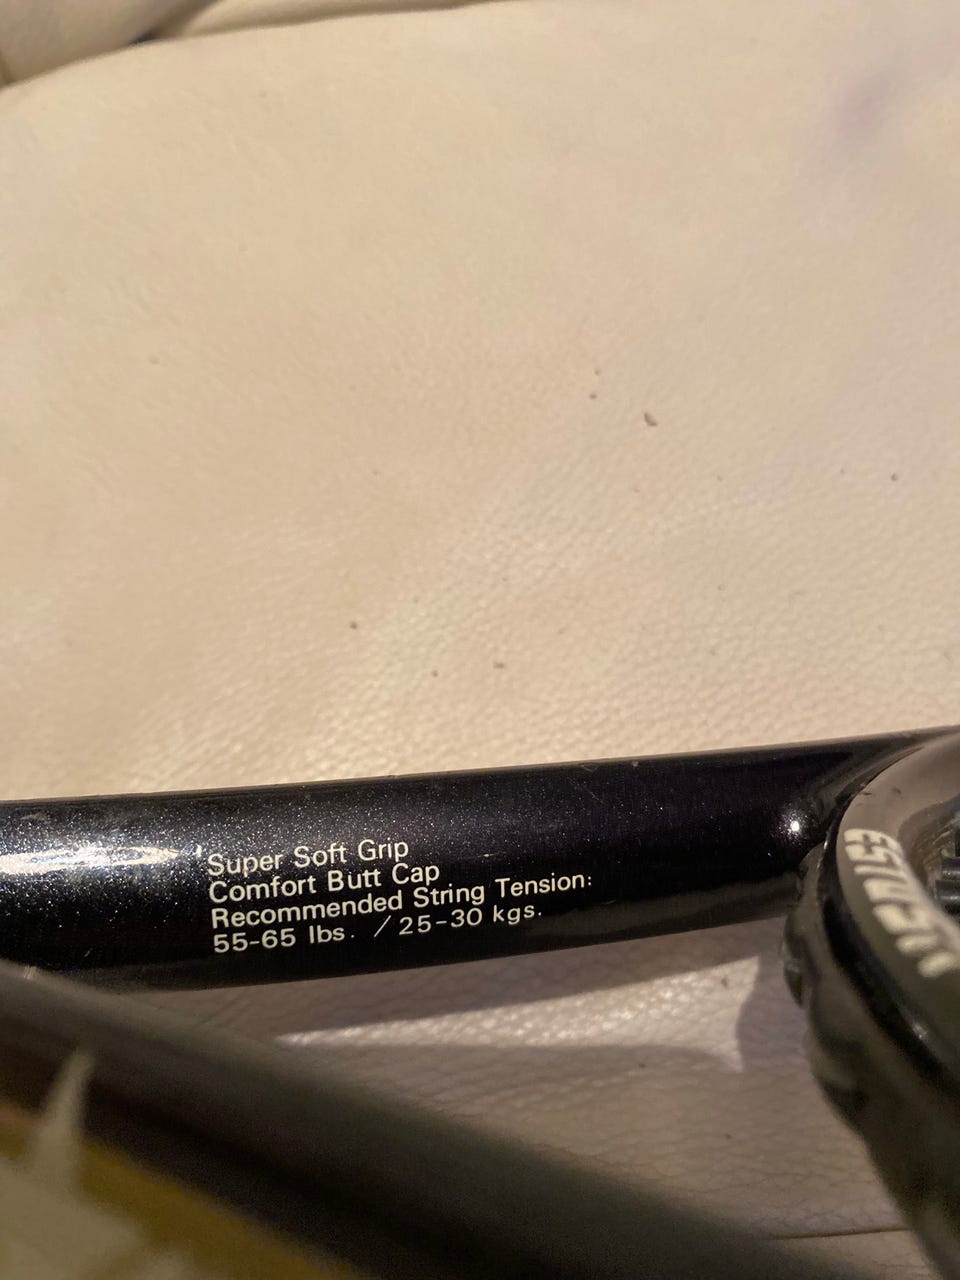 Super Soft Grip
Comfort Butt Cap
Recommended String Tension:
55-65 lbs. / 25-30 kgs.